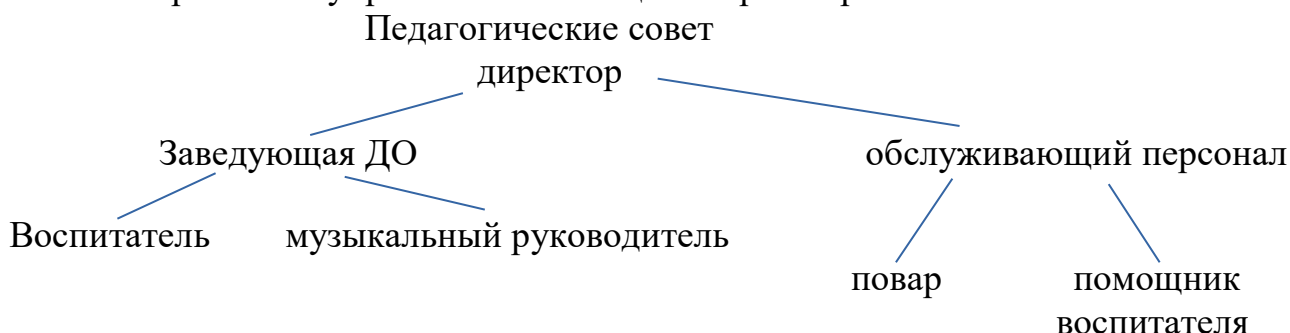 Педагогические совет
директор
Заведующая ДО обслуживающий персонал
Воспитатель музыкальный руководитель
повар помощник
воспитателя